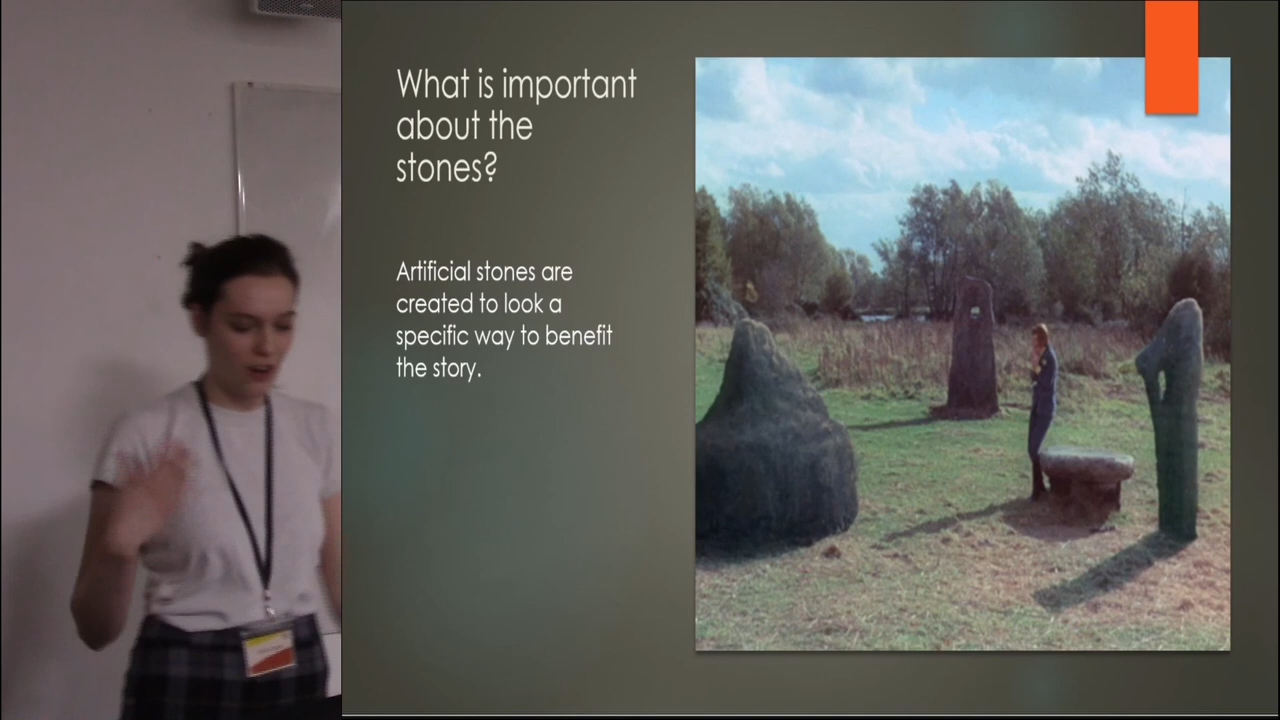 What is important
about the
stones?
Artificial stones are
created to look a
specific way to benefit
the story.